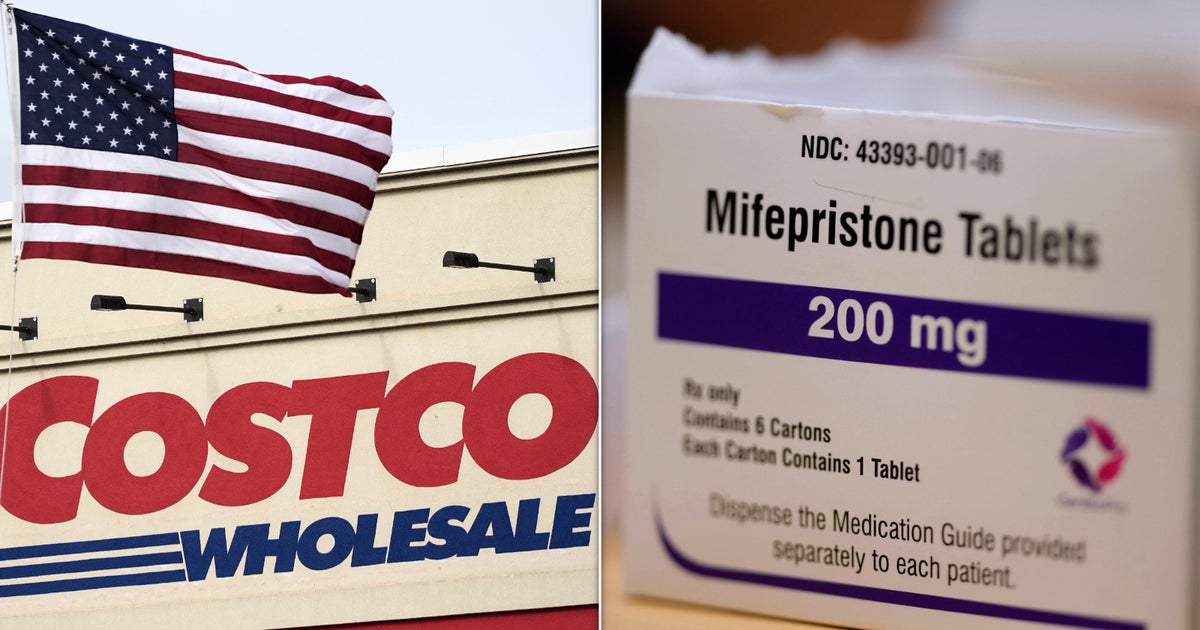 COSTCO
WHOLESALE
NDC: 43393-001-06
Mifepristone Tablets
200 mg
Rx only
Contains 6 Cartons
Each Carton Contains 1 Tablet
GenBioPro
Dispense the Medication Guide provided
separately to each patient.